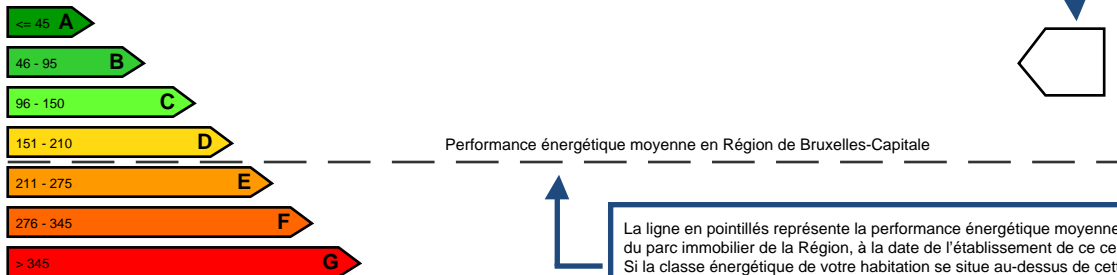 <= 45 A
46 - 95 B
96 - 150 C
151 - 210 D
Performance énergétique moyenne en Région de Bruxelles-Capitale
211 - 275 E
276 - 345 F
> 345 G
La ligne en pointillés représente la performance énergétique moyenne
du parc immobilier de la Région, à la date de l'établissement de ce ce
Si la classe énergétique de votre habitation se situe au-dessus de cet